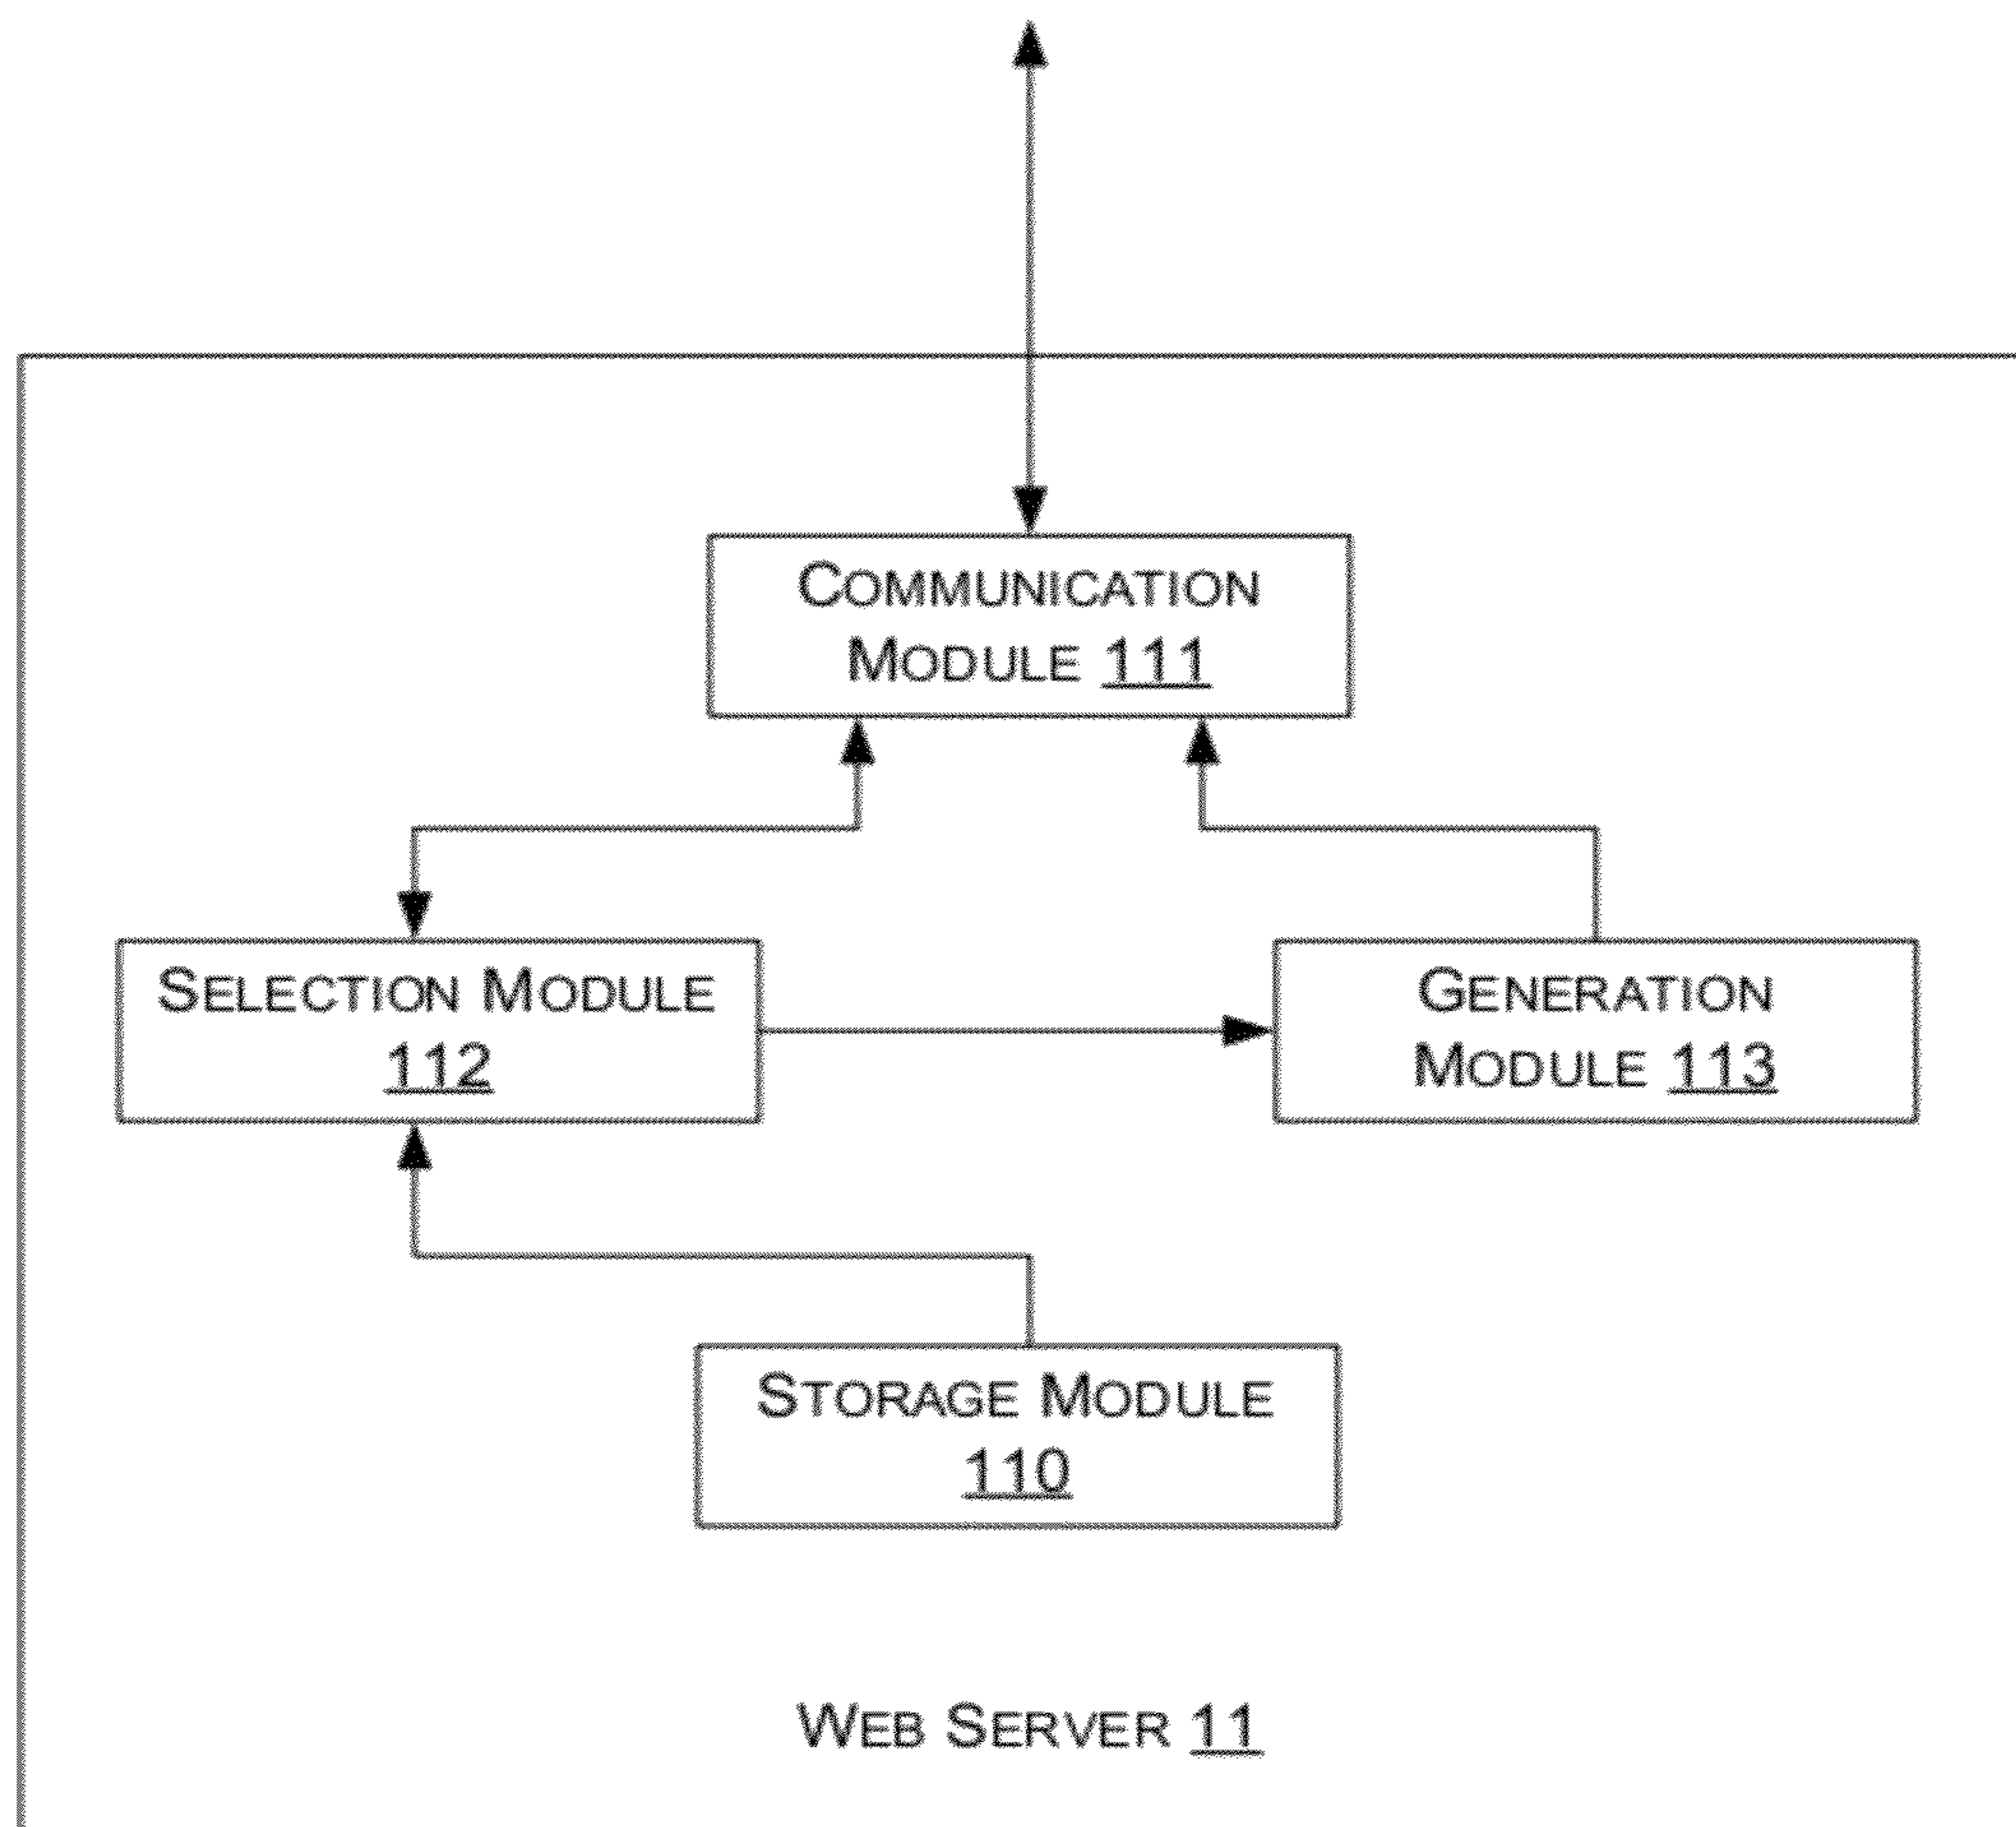 COMMUNICATION
MODULE 111
SELECTION MODULE
112
GENERATION
MODULE 113
STORAGE MODULE
110
WEB SERVER 11